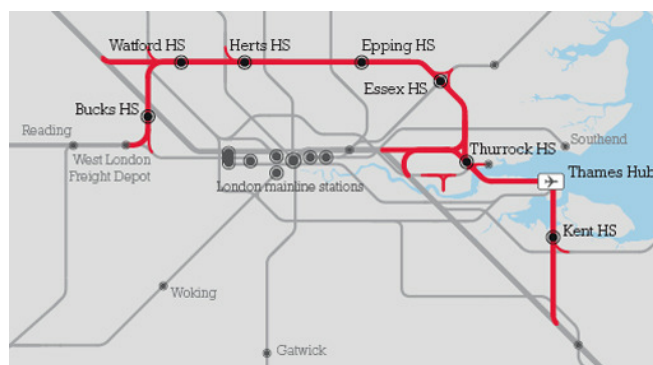 Watford HS
Herts HS
Epping HS
Essex HS
Bucks HS
Reading
West London
Freight Depot
London mainline stations
Southend
Thurrock HS
Thames Hub
Kent HS
Woking
Gatwick